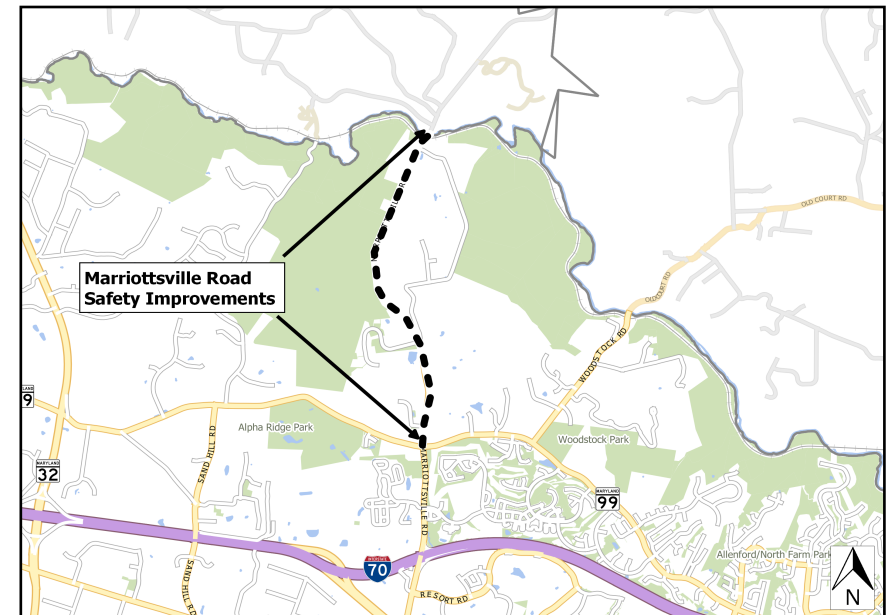 OLD COURT RD
OLD COURT RD
Marriottsville Road
Safety Improvements
WOODSTOCK RD
MARYLAND
32
SAND HILL RD
Alpha Ridge Park
Woodstock Park
MARRIOTTSVILLE RD
MARYLAND
99
INTERSTATE
70
Allenford/North Farm Park
SAND HILL RD
RESORT RD
N